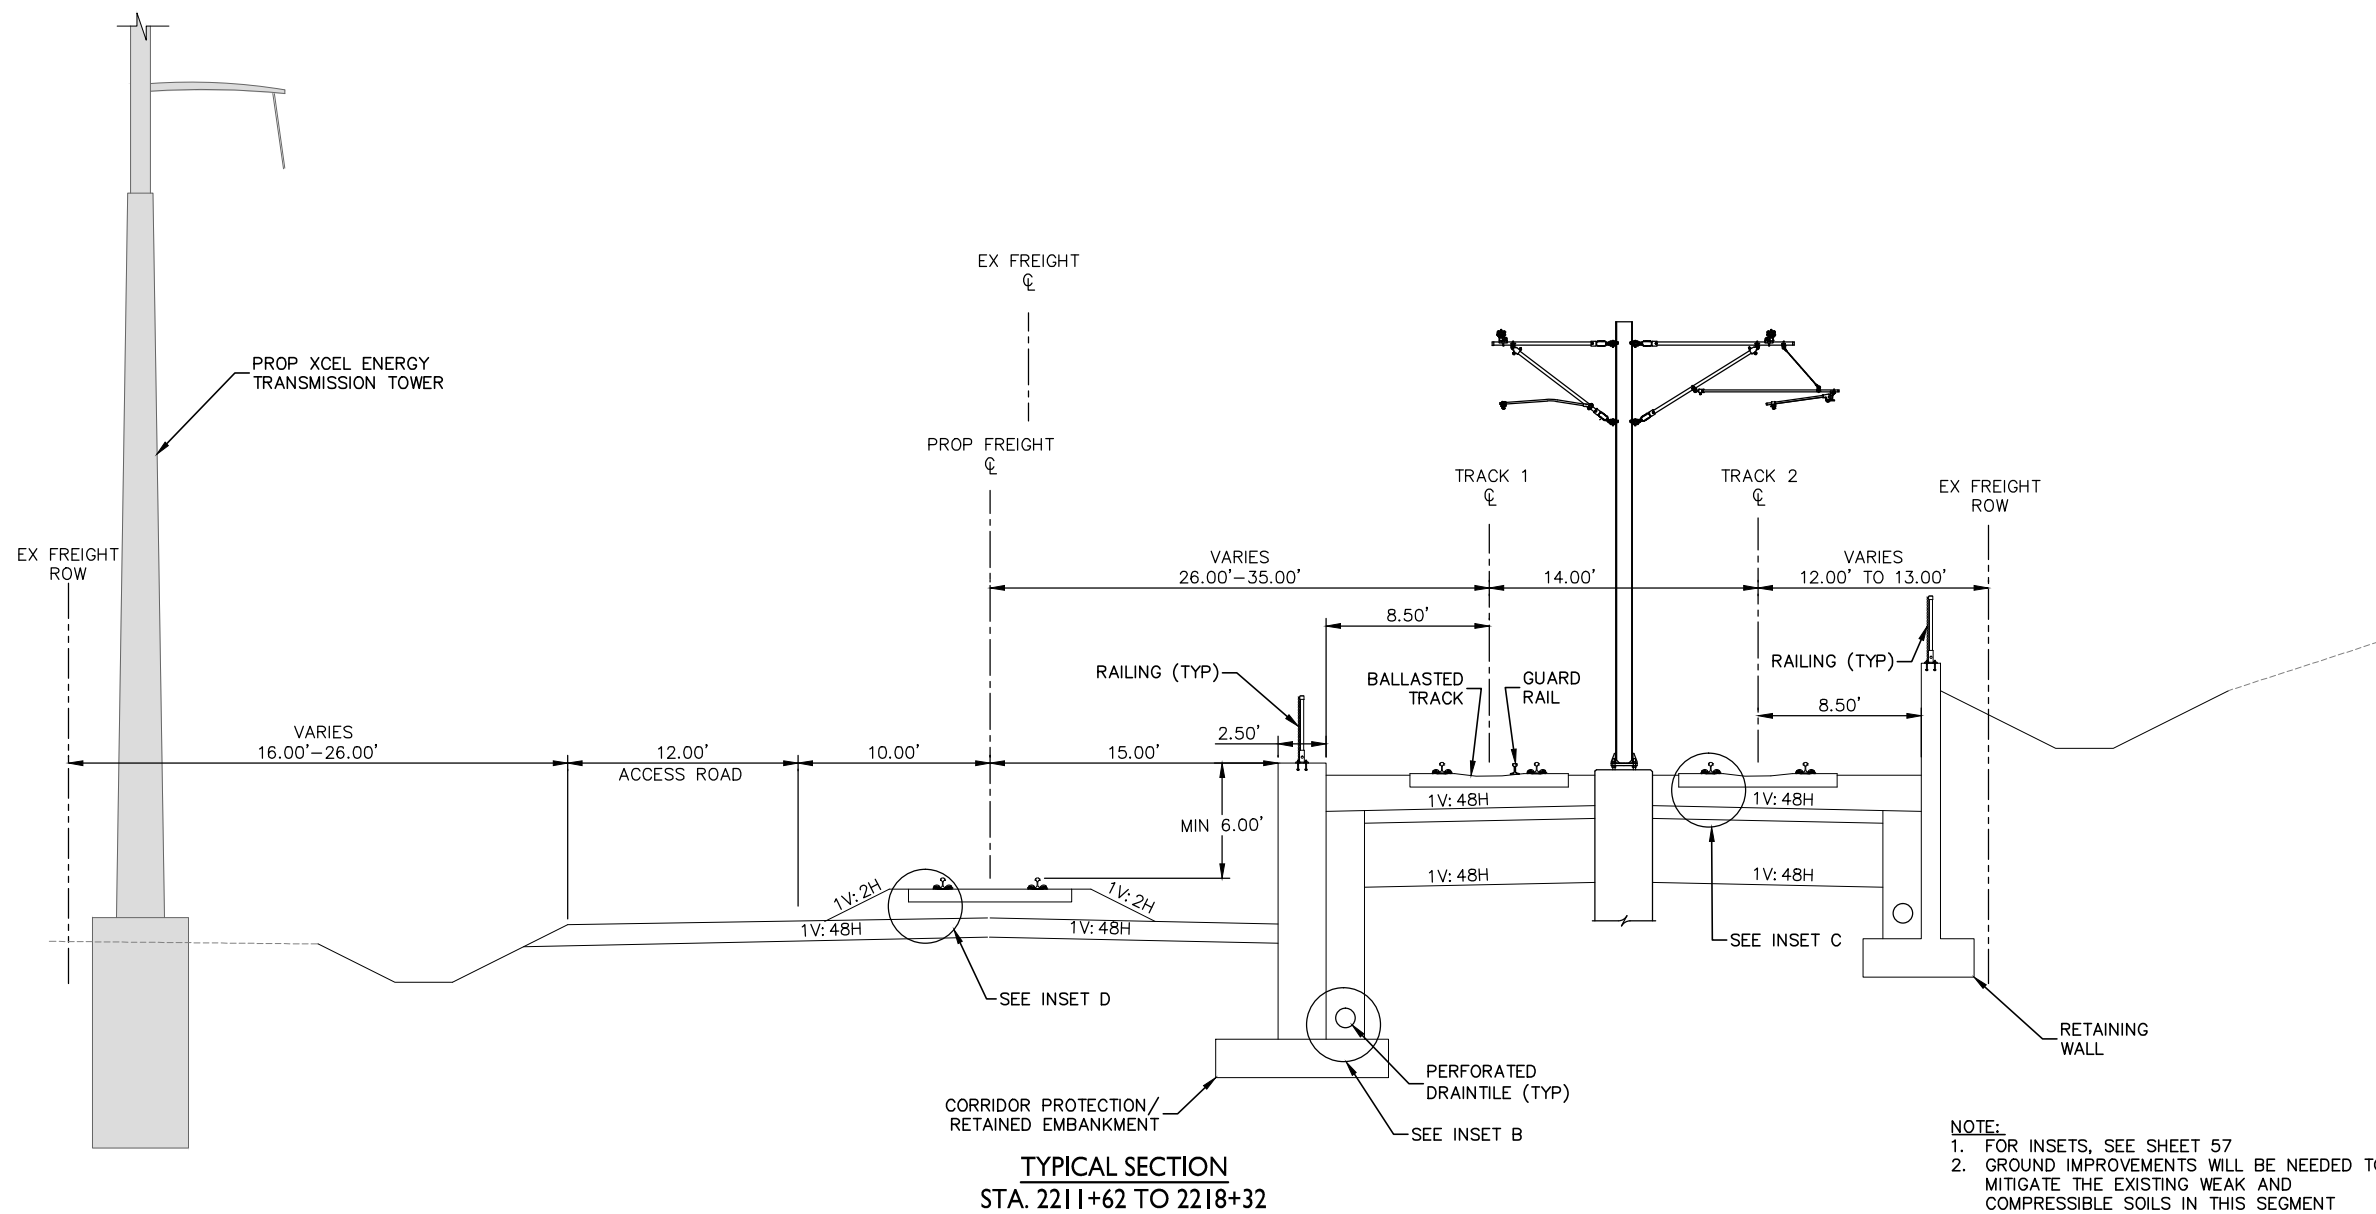 EX FREIGHT
℄
PROP XCEL ENERGY
TRANSMISSION TOWER
PROP FREIGHT
℄
TRACK 1
℄
TRACK 2
℄
EX FREIGHT
ROW
EX FREIGHT
ROW
VARIES
26.00'-35.00'
14.00'
VARIES
12.00' TO 13.00'
8.50'
RAILING (TYP)
BALLASTED
TRACK
GUARD
RAIL
RAILING (TYP)
8.50'
VARIES
16.00'-26.00'
12.00'
ACCESS ROAD
10.00'
15.00'
2.50'
MIN 6.00'
1V:48H
1V:48H
1V:2H
1V:2H
1V:48H
1V:48H
1V:48H
1V:48H
SEE INSET D
SEE INSET C
RETAINING
WALL
PERFORATED
DRAINTILE (TYP)
CORRIDOR PROTECTION/
RETAINED EMBANKMENT
SEE INSET B
TYPICAL SECTION
STA. 2211+62 TO 2218+32
NOTE:
1. FOR INSETS, SEE SHEET 57
2. GROUND IMPROVEMENTS WILL BE NEEDED TO
MITIGATE THE EXISTING WEAK AND
COMPRESSIBLE SOILS IN THIS SEGMENT